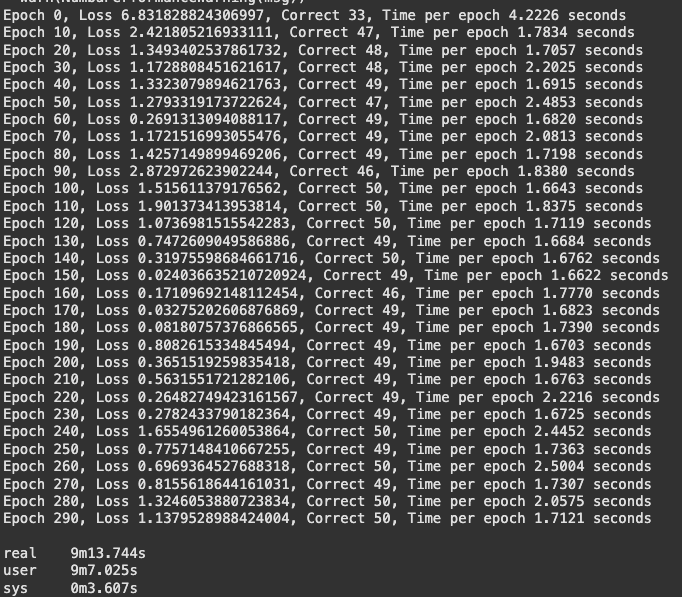 warn(NumbaPerformanceWarning(msg))
Epoch 0, Loss 6.831828824306997, Correct 33, Time per epoch 4.2226 seconds
Epoch 10, Loss 2.421805216933111, Correct 47, Time per epoch 1.7834 seconds
Epoch 20, Loss 1.3493402537861732, Correct 48, Time per epoch 1.7057 seconds
Epoch 30, Loss 1.1728808451621617, Correct 48, Time per epoch 2.2025 seconds
Epoch 40, Loss 1.3323079894621763, Correct 49, Time per epoch 1.6915 seconds
Epoch 50, Loss 1.2793319173722624, Correct 47, Time per epoch 2.4853 seconds
Epoch 60, Loss 0.2691313094088117, Correct 49, Time per epoch 1.6820 seconds
Epoch 70, Loss 1.1721516993055476, Correct 49, Time per epoch 2.0813 seconds
Epoch 80, Loss 1.4257149899469206, Correct 49, Time per epoch 1.7198 seconds
Epoch 90, Loss 2.872972623902244, Correct 46, Time per epoch 1.8380 seconds
Epoch 100, Loss 1.515611379176562, Correct 50, Time per epoch 1.6643 seconds
Epoch 110, Loss 1.901373413953814, Correct 50, Time per epoch 1.8375 seconds
Epoch 120, Loss 1.0736981515542283, Correct 50, Time per epoch 1.7119 seconds
Epoch 130, Loss 0.7472609049586886, Correct 49, Time per epoch 1.6684 seconds
Epoch 140, Loss 0.31975598684661716, Correct 50, Time per epoch 1.6762 seconds
Epoch 150, Loss 0.024036635210720924, Correct 49, Time per epoch 1.6622 seconds
Epoch 160, Loss 0.17109692148112454, Correct 46, Time per epoch 1.7770 seconds
Epoch 170, Loss 0.03275202606876869, Correct 49, Time per epoch 1.6823 seconds
Epoch 180, Loss 0.08180757376866565, Correct 49, Time per epoch 1.7390 seconds
Epoch 190, Loss 0.8082615334845494, Correct 49, Time per epoch 1.6703 seconds
Epoch 200, Loss 0.3651519259835418, Correct 49, Time per epoch 1.9483 seconds
Epoch 210, Loss 0.5631551721282106, Correct 49, Time per epoch 1.6763 seconds
Epoch 220, Loss 0.26482749423161567, Correct 49, Time per epoch 2.2216 seconds
Epoch 230, Loss 0.2782433790182364, Correct 49, Time per epoch 1.6725 seconds
Epoch 240, Loss 1.6554961260053864, Correct 50, Time per epoch 2.4452 seconds
Epoch 250, Loss 0.7757148410667255, Correct 49, Time per epoch 1.7363 seconds
Epoch 260, Loss 0.6969364527688318, Correct 50, Time per epoch 2.5004 seconds
Epoch 270, Loss 0.8155618644161031, Correct 49, Time per epoch 1.7307 seconds
Epoch 280, Loss 1.3246053880723834, Correct 50, Time per epoch 2.0575 seconds
Epoch 290, Loss 1.1379528988424004, Correct 50, Time per epoch 1.7121 seconds
real 9m13.744s
user 9m7.025s
sys 0m3.607s